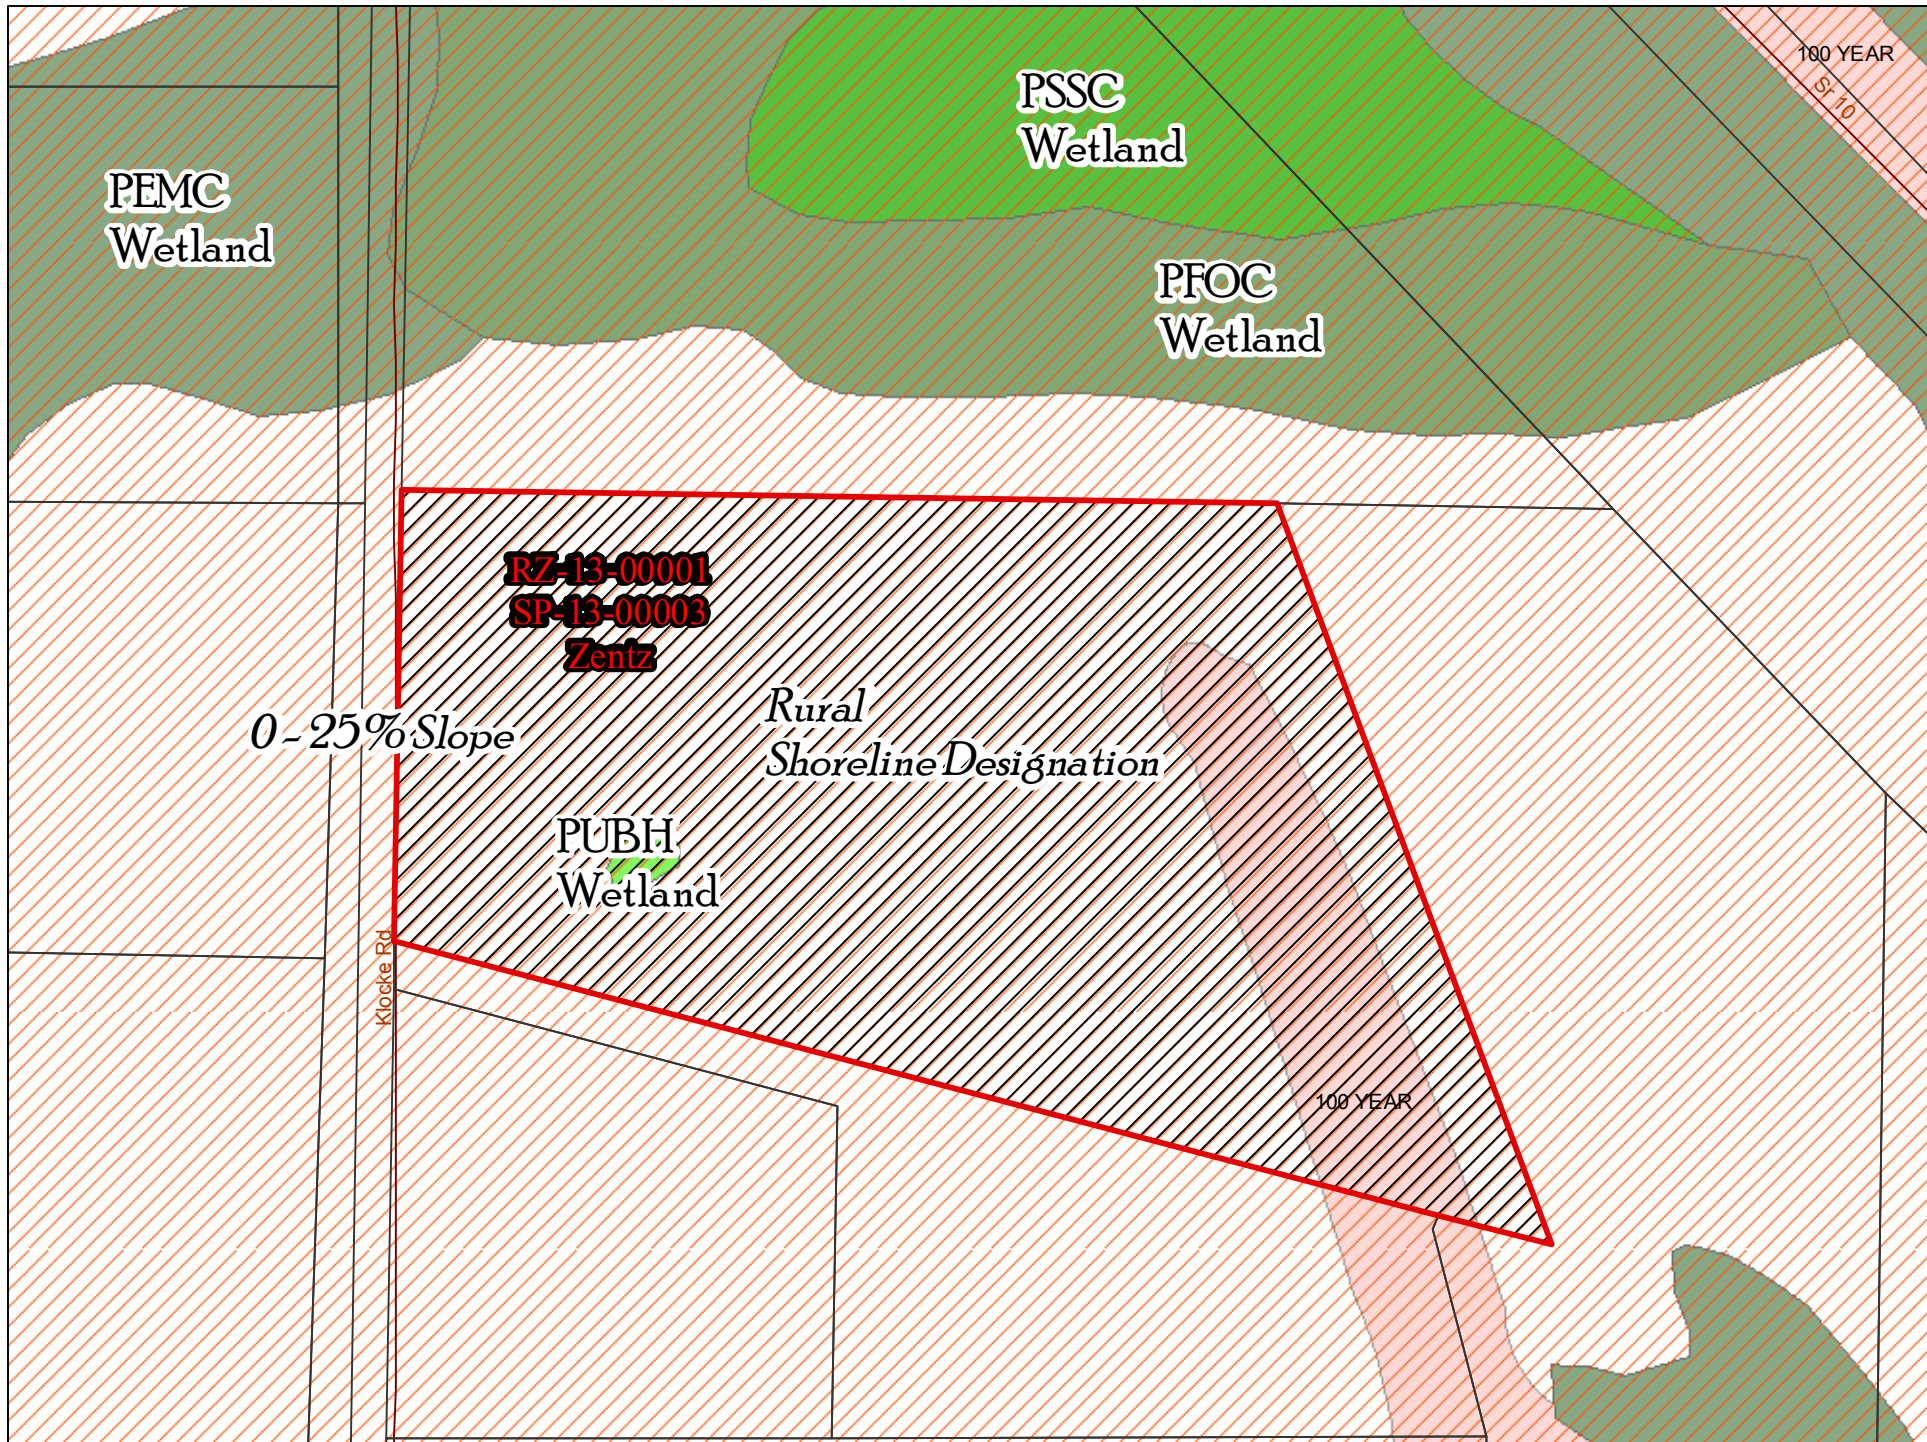 100 YEAR
Sr 10
PSSC
Wetland
PEMC
Wetland
PFOC
Wetland
RZ-13-00001
SP-13-00003
Zentz
0-25% Slope
Rural
Shoreline Designation
PUBH
Wetland
Klocke Rd
100 YEAR